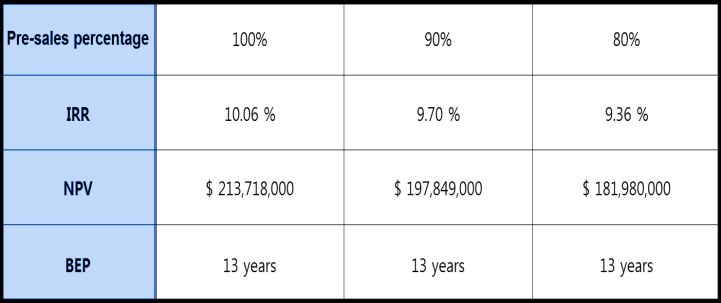 Pre-sales percentage 100% 90% 80%
IRR 10.06 % 9.70 % 9.36 %
NPV $ 213,718,000 $ 197,849,000 $ 181,980,000
BEP 13 years 13 years 13 years